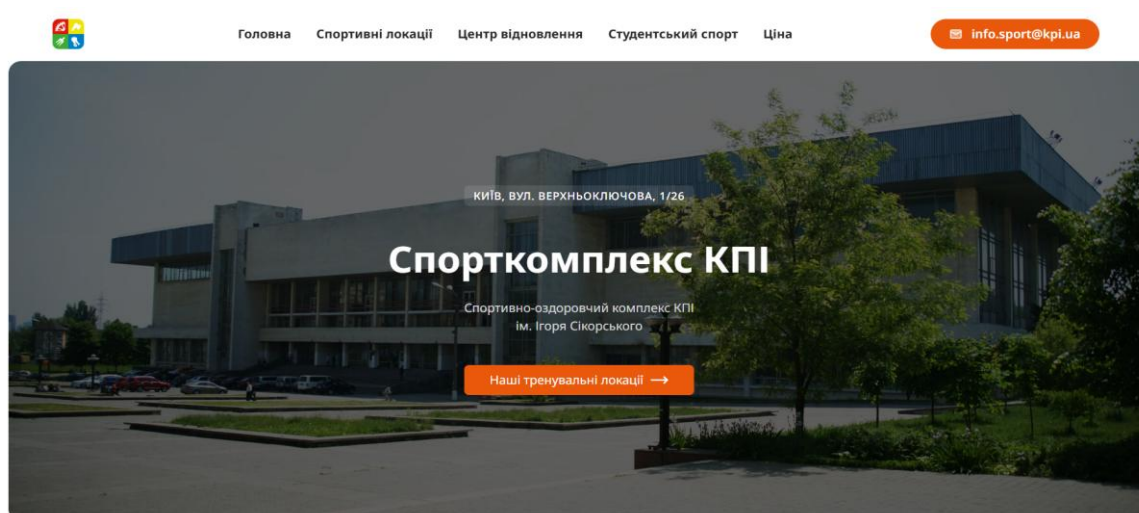 Головна
Спортивні локації
Центр відновлення
Студентський спорт
Ціна
info.sport@kpi.ua
КИЇВ, ВУЛ. ВЕРХНЬОКЛЮЧОВА, 1/26
Спорткомплекс КПІ
Спортивно-оздоровчий комплекс КПІ
ім. Ігоря Сікорського
Наші тренувальні локації →